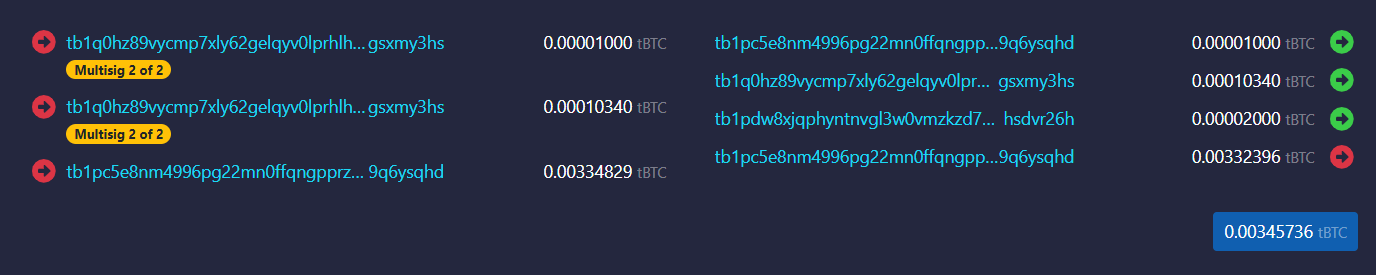 tb1q0hz89vycmp7xly62gelqyv0lprhlh... gsxmy3hs 0.00001000 tBTC
Multisig 2 of 2
tb1q0hz89vycmp7xly62gelqyv0lprhlh... gsxmy3hs 0.00010340 tBTC
Multisig 2 of 2
tb1pc5e8nm4996pg22mn0ffqngpprz... 9q6ysqhd 0.00334829 tBTC
tb1pc5e8nm4996pg22mn0ffqngpp...9q6ysqhd 0.00001000 tBTC
tb1q0hz89vycmp7xly62gelqyv0lpr... gsxmy3hs 0.00010340 tBTC
tb1pdw8xjqphyntnvgl3w0vmzkzd7... hsdvr26h 0.00002000 tBTC
tb1pc5e8nm4996pg22mn0ffqngpp...9q6ysqhd 0.00332396 tBTC
0.00345736 tBTC